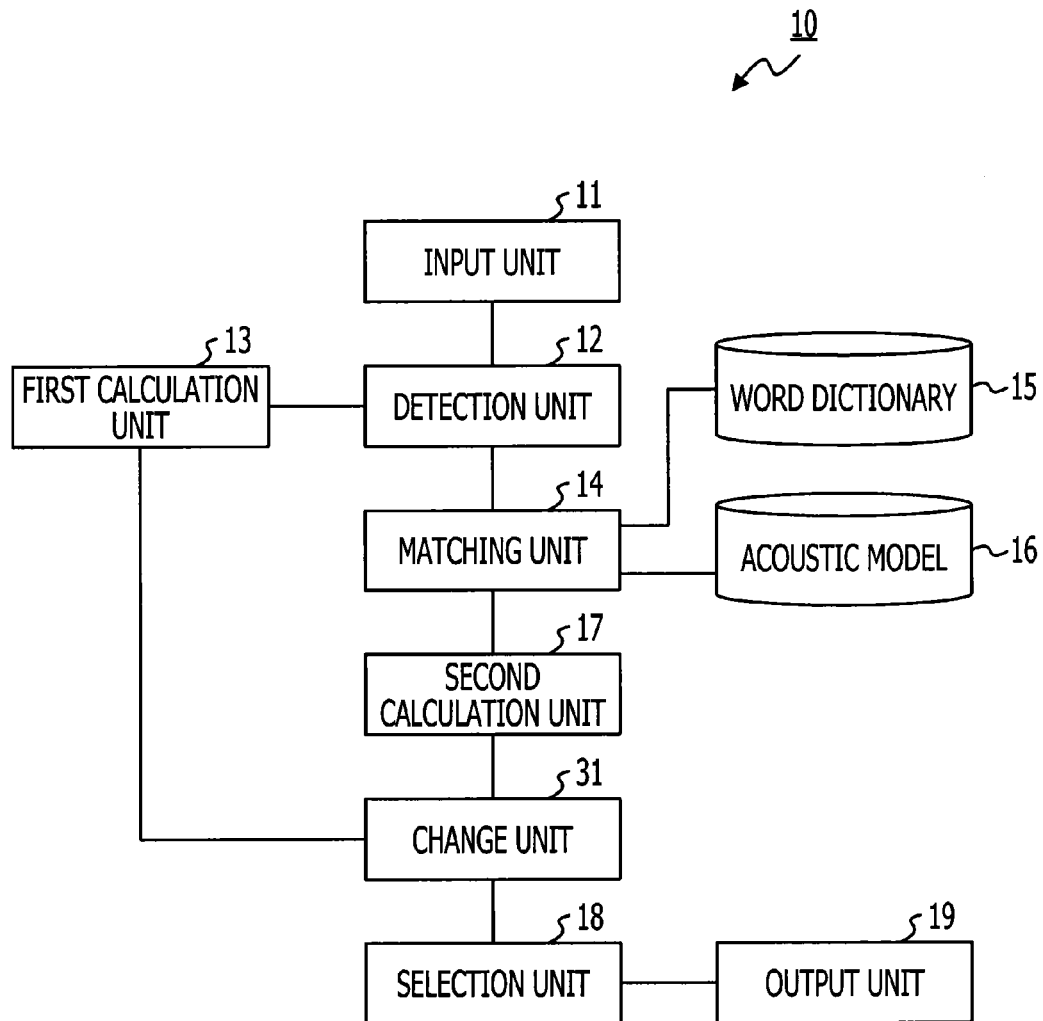 10
11
INPUT UNIT
13
12
FIRST CALCULATION
UNIT
DETECTION UNIT
WORD DICTIONARY
15
14
MATCHING UNIT
ACOUSTIC MODEL
16
17
SECOND
CALCULATION UNIT
31
CHANGE UNIT
18
19
SELECTION UNIT
OUTPUT UNIT